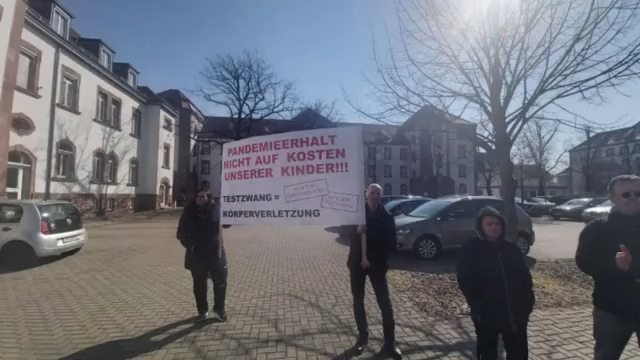 PANDEMIEERHALT
NICHT AUF KOSTEN
UNSERER KINDER!!!
TESTZWANG =
KÖRPERVERLETZUNG